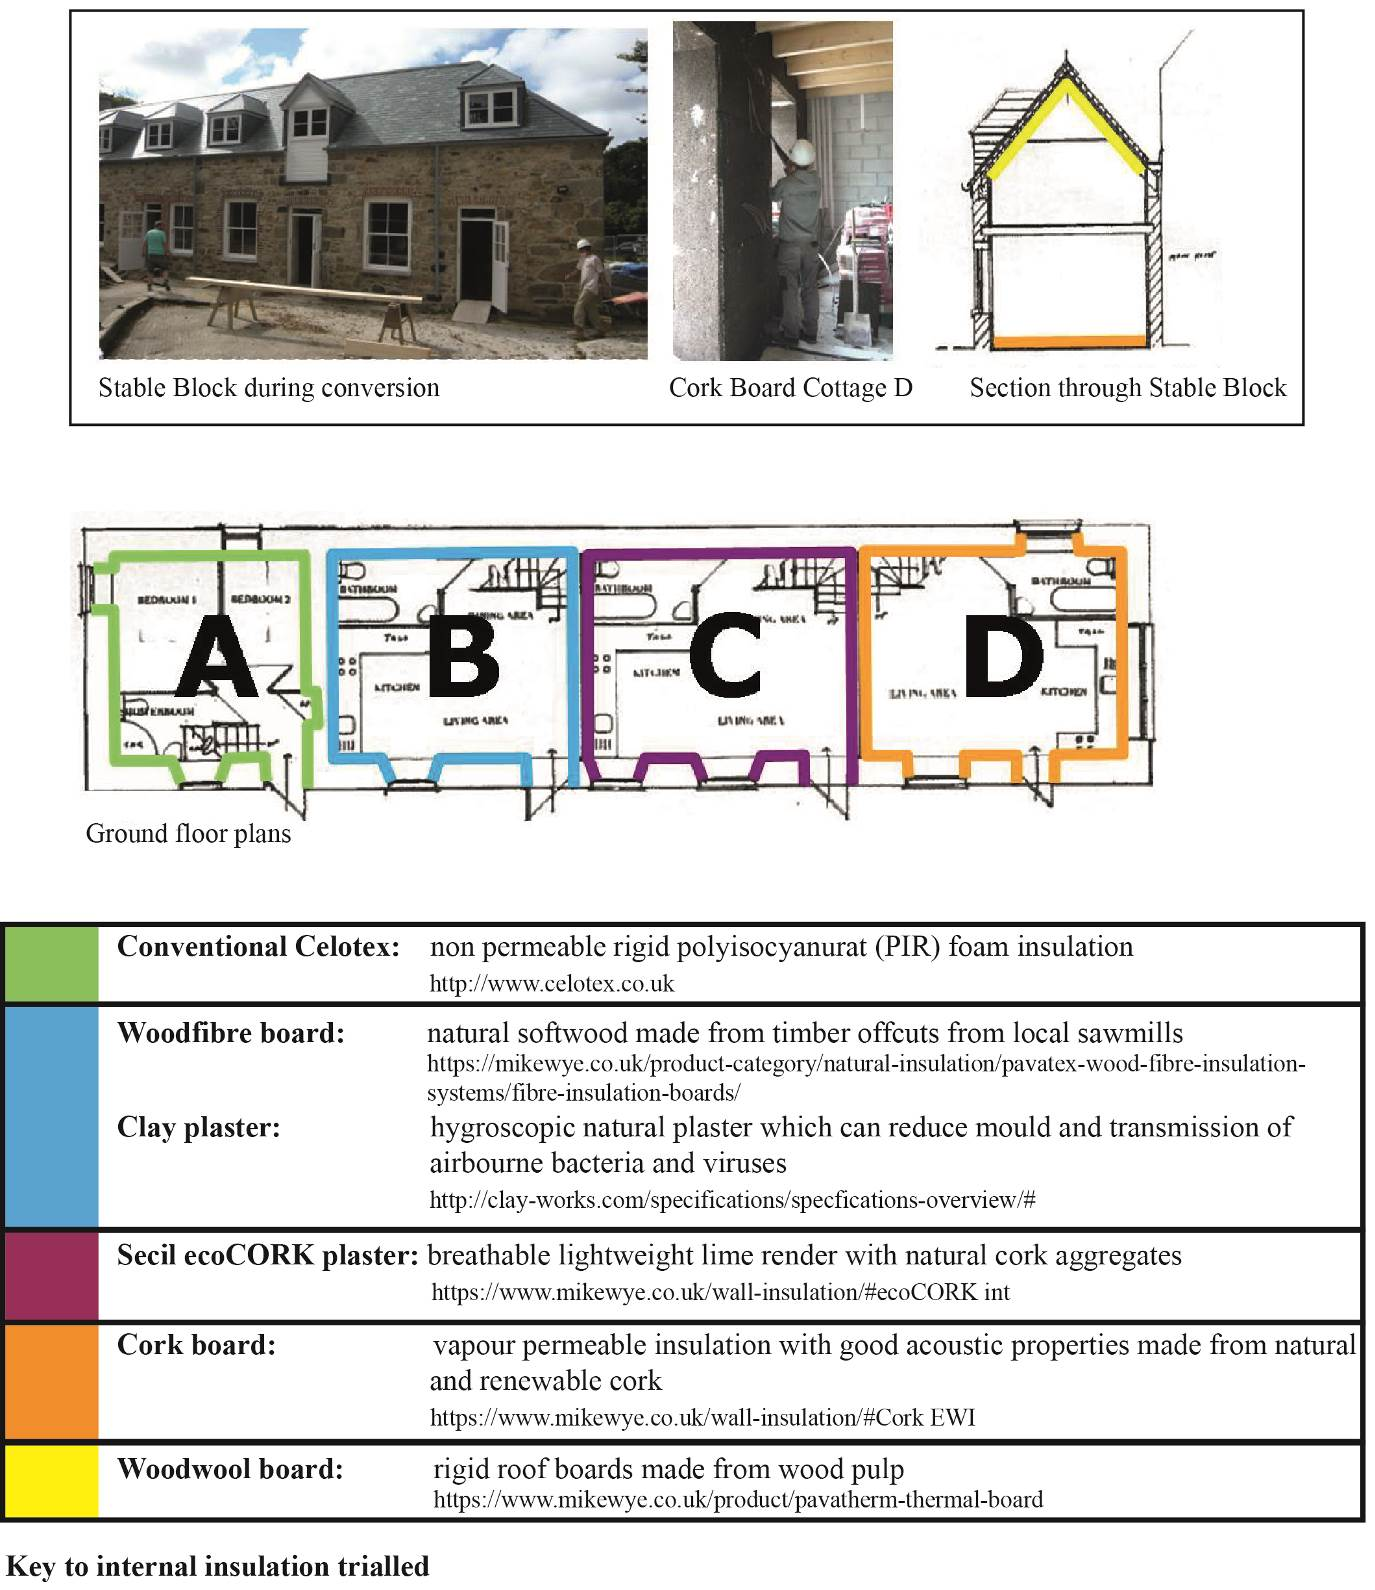 Stable Block during conversion
Cork Board Cottage D
Section through Stable Block
BEDROOM 1
BEDROOM 2
A
BATHROOM
DINING AREA
B
KITCHEN
LIVING AREA
BATHROOM
C
KITCHEN
LIVING AREA
BATHROOM
D
LIVING AREA
KITCHEN
Ground floor plans
Conventional Celotex: non permeable rigid polyisocyanurat (PIR) foam insulation
http://www.celotex.co.uk
Woodfibre board: natural softwood made from timber offcuts from local sawmills
https://mikewye.co.uk/product-category/natural-insulation/pavatex-wood-fibre-insulation-
systems/fibre-insulation-boards/
Clay plaster: hygroscopic natural plaster which can reduce mould and transmission of
airbourne bacteria and viruses
http://clay-works.com/specifications/specfications-overview/#
Secil ecoCORK plaster: breathable lightweight lime render with natural cork aggregates
https://www.mikewye.co.uk/wall-insulation/#ecoCORK int
Cork board: vapour permeable insulation with good acoustic properties made from natural
and renewable cork
https://www.mikewye.co.uk/wall-insulation/#Cork EWI
Woodwool board: rigid roof boards made from wood pulp
https://www.mikewye.co.uk/product/pavatherm-thermal-board
Key to internal insulation trialled